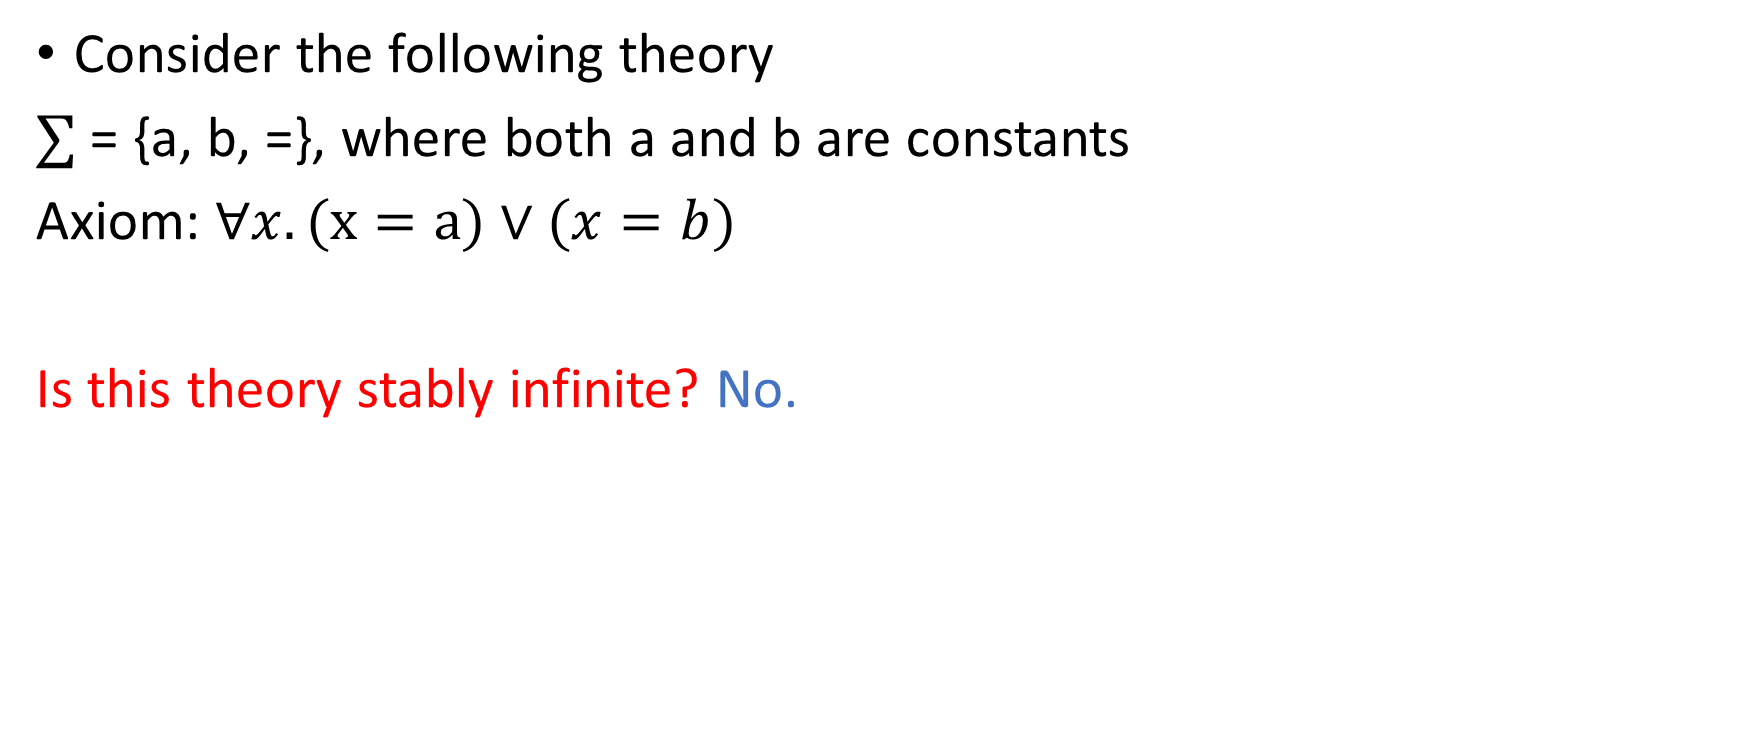 • Consider the following theory
∑ = {a, b, =}, where both a and b are constants
Axiom: ∀𝑥. (x = a) ∨ (𝑥 = 𝑏)
Is this theory stably infinite? No.